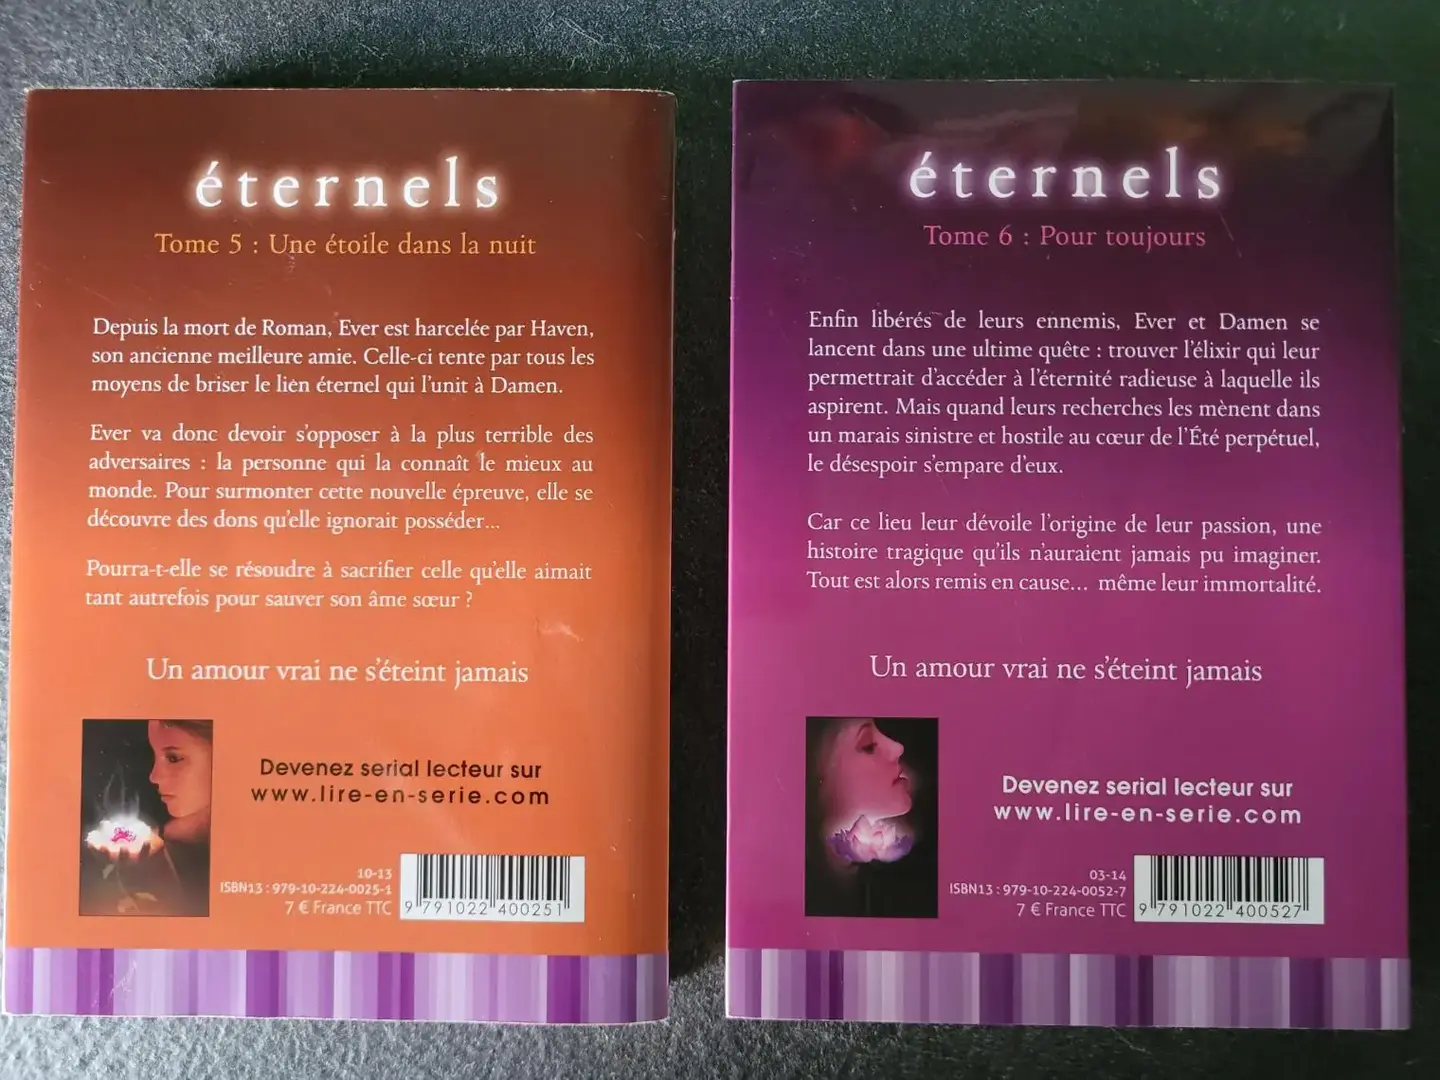 éternels
Tome 5 : Une étoile dans la nuit
Depuis la mort de Roman, Ever est harcelée par Haven,
son ancienne meilleure amie. Celle-ci tente par tous les
moyens de briser le lien éternel qui l'unit à Damen.
Ever va donc devoir s'opposer à la plus terrible des
adversaires : la personne qui la connaît le mieux au
monde. Pour surmonter cette nouvelle épreuve, elle se
découvre des dons qu'elle ignorait posséder...
Pourra-t-elle se résoudre à sacrifier celle qu'elle aimait
tant autrefois pour sauver son âme sœur ?
Un amour vrai ne s'éteint jamais
Devenez serial lecteur sur
www.lire-en-serie.com
10-13
ISBN13 : 979-10-224-0025-1
7 € France TTC
9 791022 400251
éternels
Tome 6 : Pour toujours
Enfin libérés de leurs ennemis, Ever et Damen se
lancent dans une ultime quête : trouver l'élixir qui leur
permettrait d'accéder à l'éternité radieuse à laquelle ils
aspirent. Mais quand leurs recherches les mènent dans
un marais sinistre et hostile au cœur de l'Été perpétuel,
le désespoir s'empare d'eux.
Car ce lieu leur dévoile l'origine de leur passion, une
histoire tragique qu'ils n'auraient jamais pu imaginer.
Tout est alors remis en cause... même leur immortalité.
Un amour vrai ne s'éteint jamais
Devenez serial lecteur sur
www.lire-en-serie.com
03-14
ISBN13 : 979-10-224-0052-7
7 € France TTC
9 791022 400527